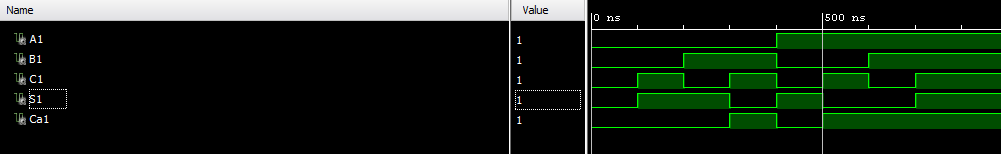 Name Value 0 ns 500 ns
A1 1
B1 1
C1 1
S1 1
Ca1 1